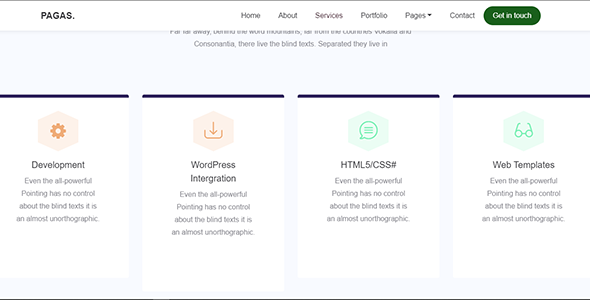 PAGAS.
Home About Services Portfolio Pages Contact Get in touch
Far far away, behind the word mountains, far from the countries Vokalia and
Consonantia, there live the blind texts. Separated they live in
Development
Even the all-powerful
Pointing has no control
about the blind texts it is
an almost unorthographic.
WordPress
Intergration
Even the all-powerful
Pointing has no control
about the blind texts it is
an almost unorthographic.
HTML5/CSS#
Even the all-powerful
Pointing has no control
about the blind texts it is
an almost unorthographic.
Web Templates
Even the all-powerful
Pointing has no control
about the blind texts it is
an almost unorthographic.